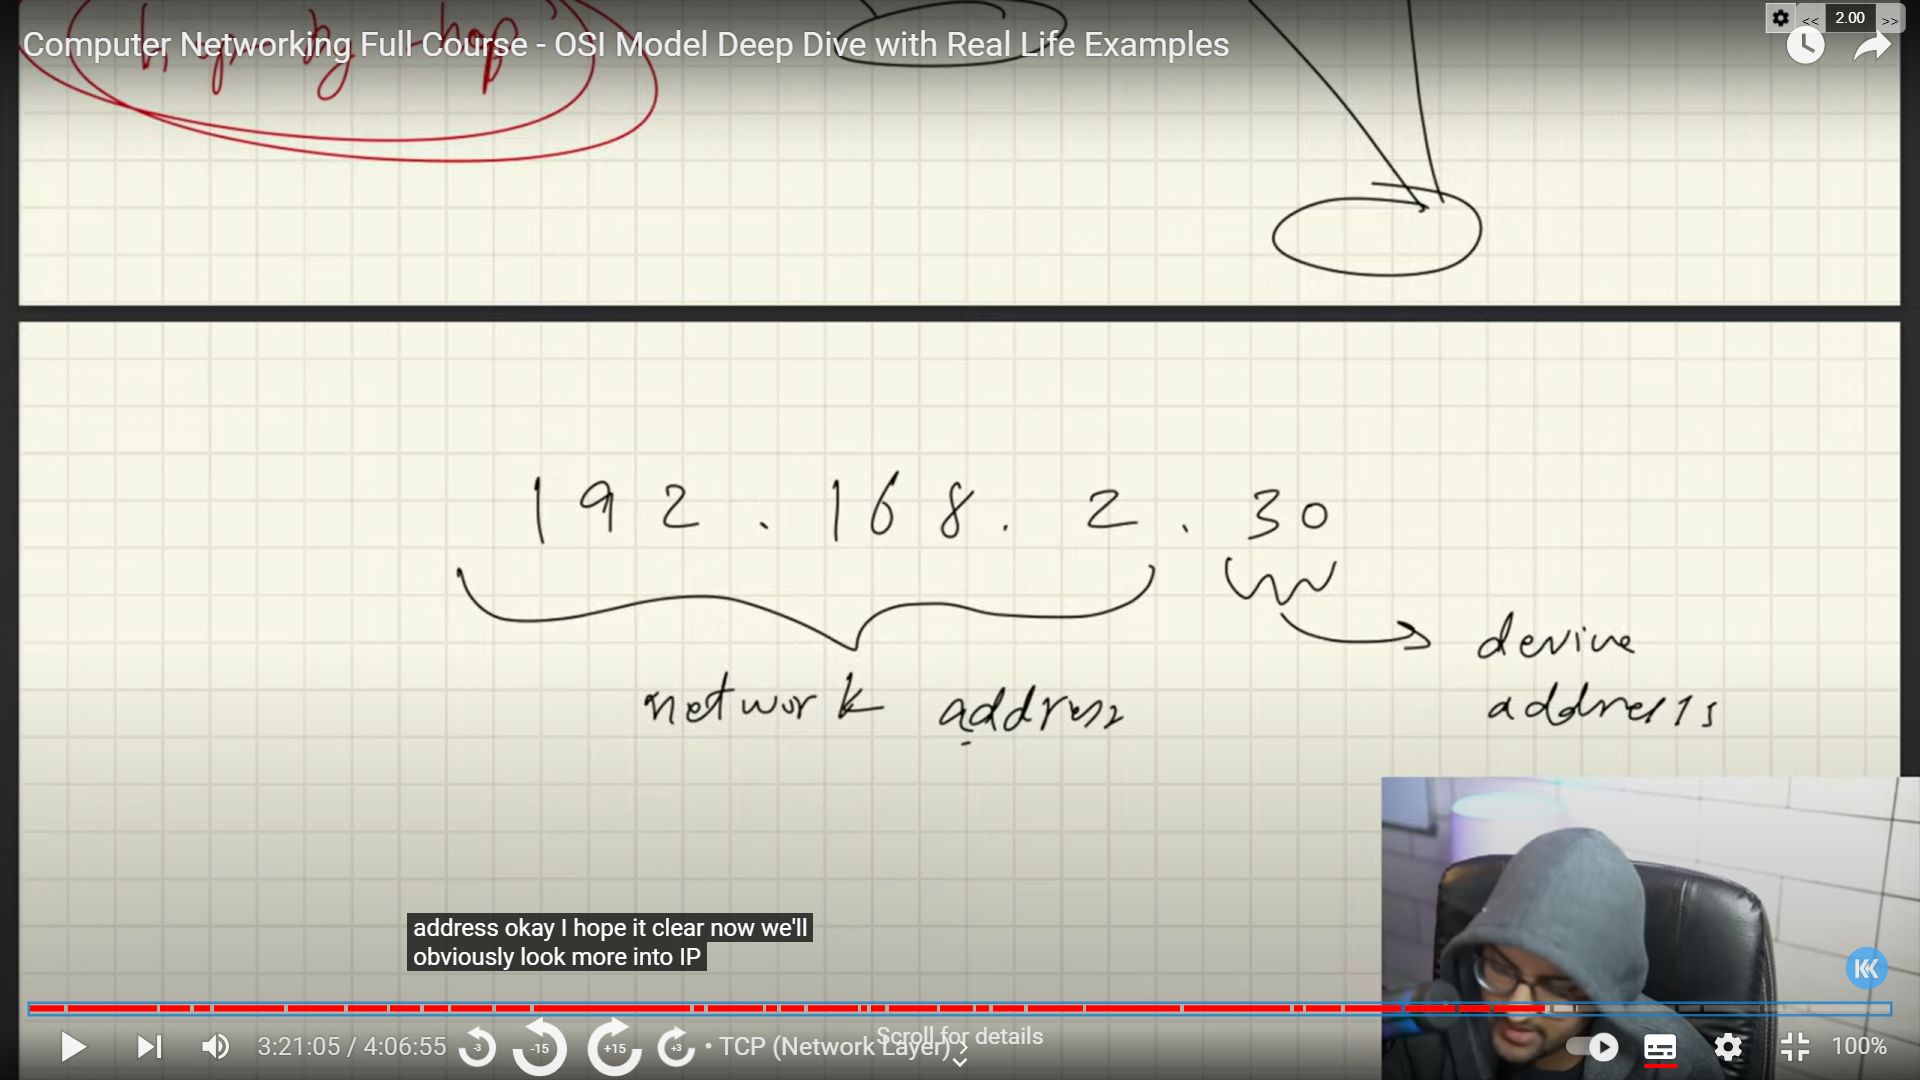 hop
2.00
Computer Networking Full Course - OSI Model Deep Dive with Real Life Examples
192.168.2.30
device
network address
address
address okay I hope it clear now we'll
obviously look more into IP
3:21:05 / 4:06:55
-3
-15
+15
+3
• TCP (Network Layer)
Scroll for details
100%